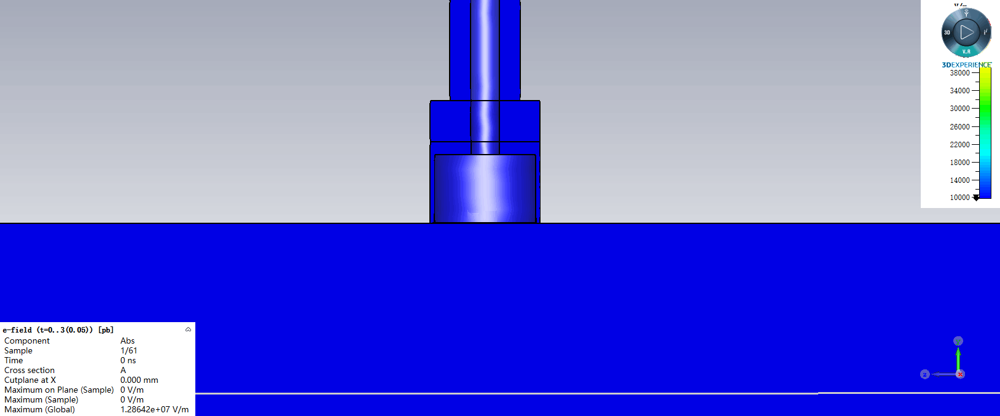 3D
V.R
3DEXPERIENCE
38000
34000
30000
26000
22000
18000
14000
10000
e-field (t=0..3(0.05)) [pb]
Component Abs
Sample 1/61
Time 0 ns
Cross section A
Cutplane at X 0.000 mm
Maximum on Plane (Sample) 0 V/m
Maximum (Sample) 0 V/m
Maximum (Global) 1.28642e+07 V/m
z
x